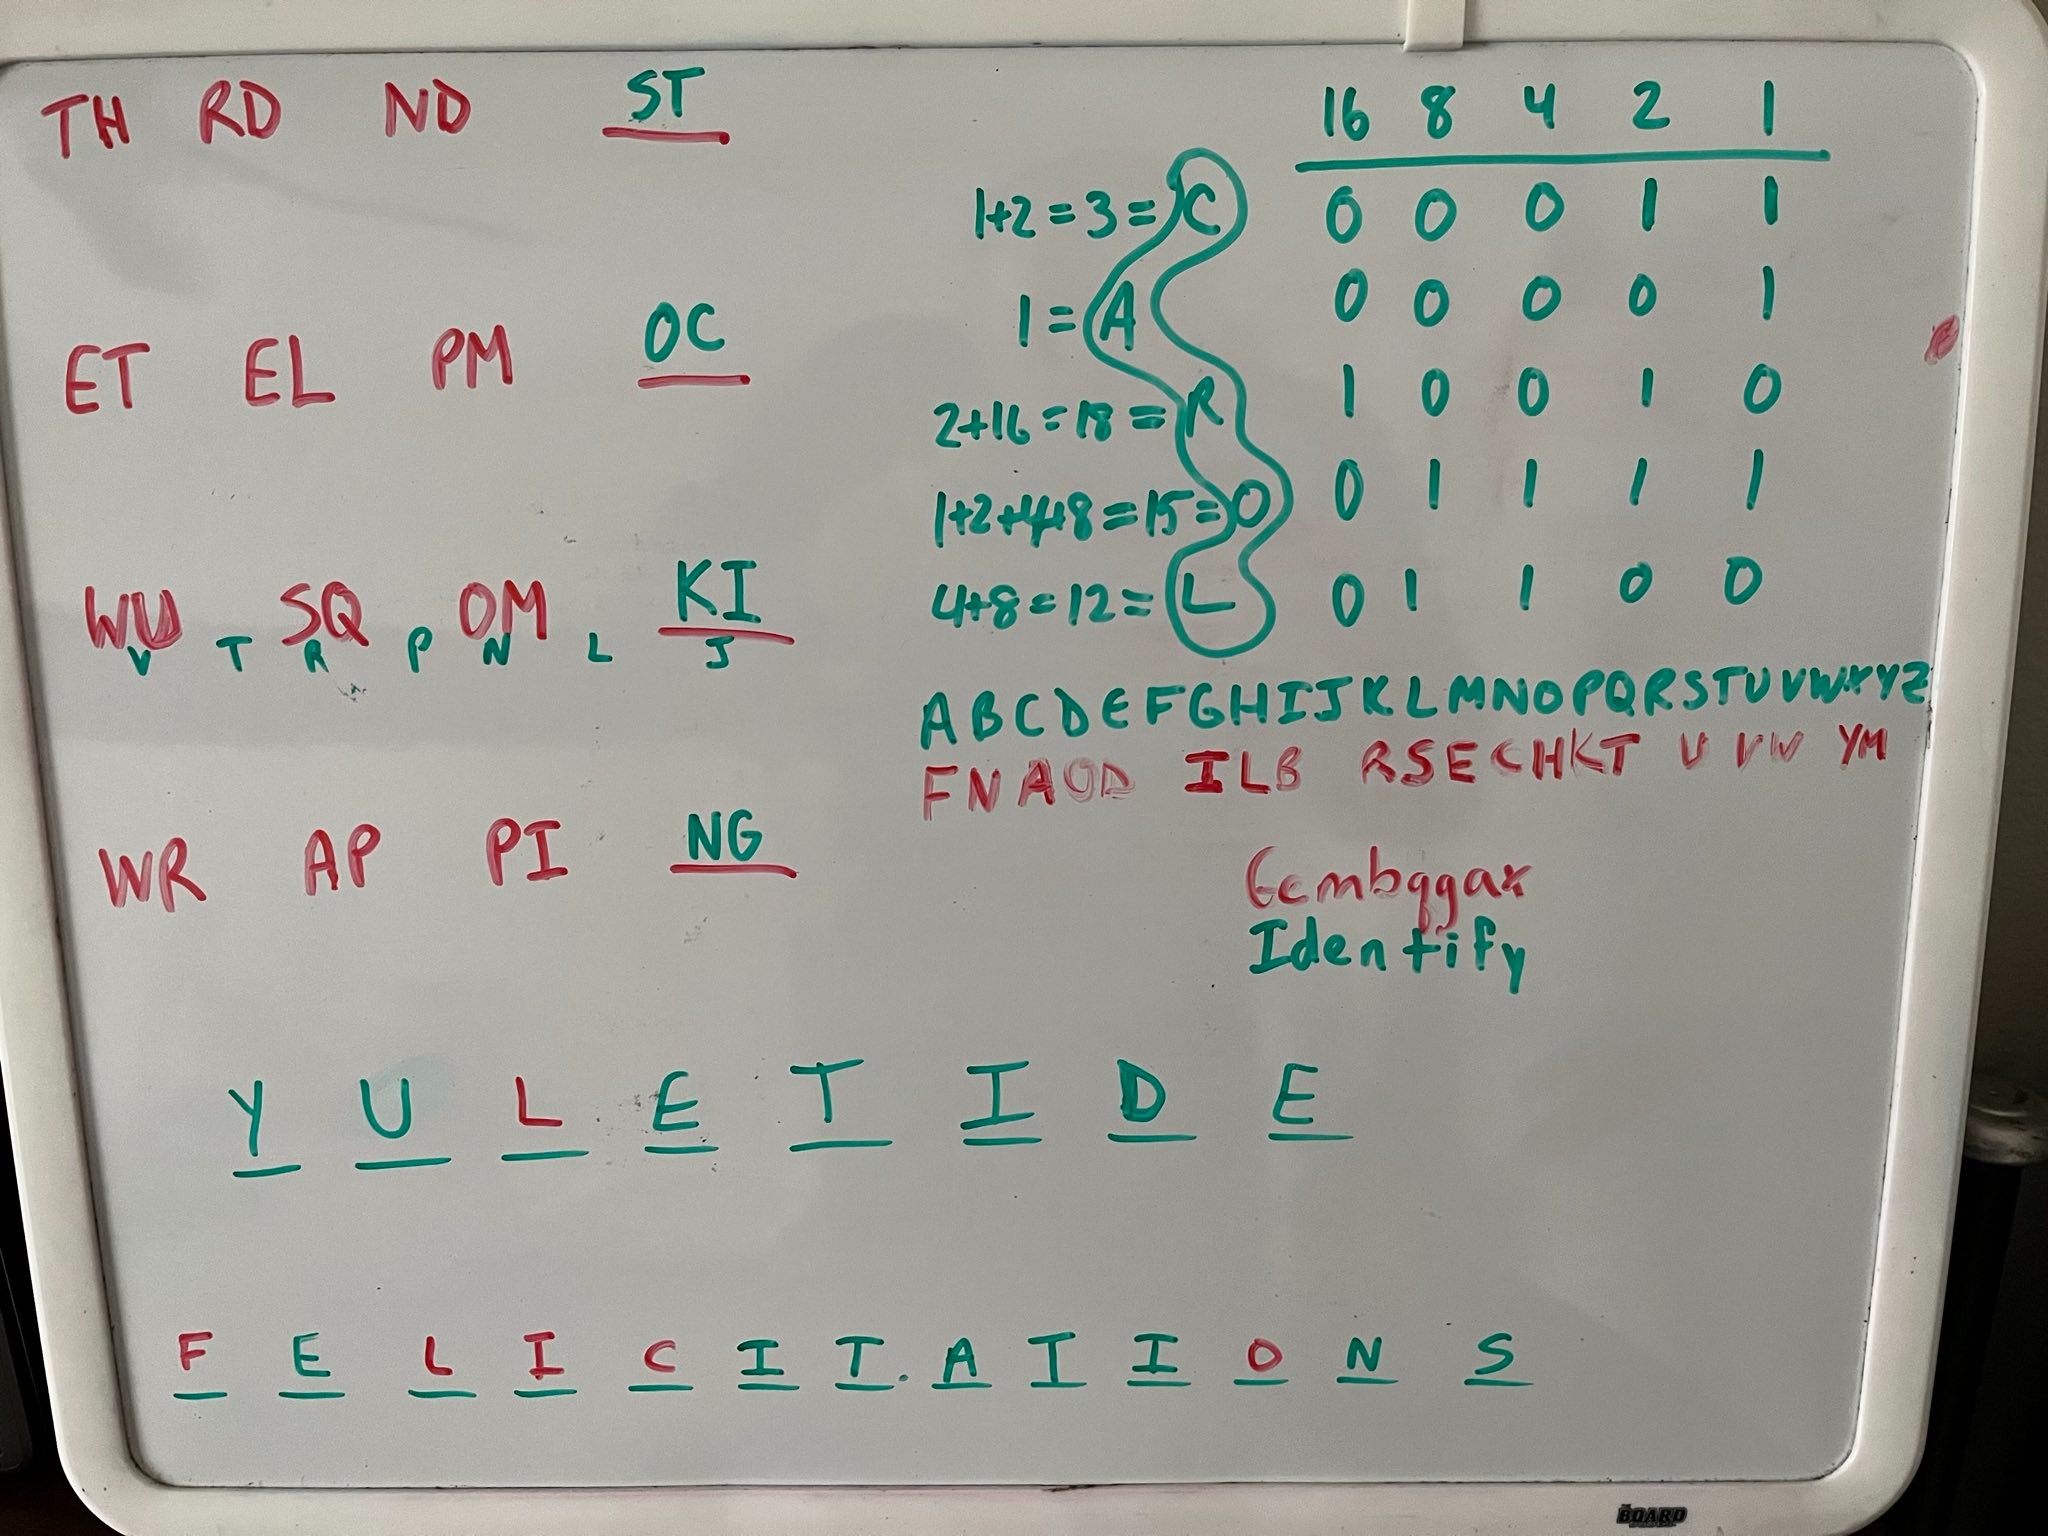 TH RD ND ST
ET EL PM OC
WU SQ OM KI
V T R P N L J
WR AP PI NG
16 8 4 2 1
1+2=3=C 0 0 0 1 1
1=A 0 0 0 0 1
2+16=18=R 1 0 0 1 0
1+2+4+8=15=O 0 1 1 1 1
4+8=12=L 0 1 1 0 0
ABCDEFGHIJKLMNOPQRSTUVWXYZ
FNAOD ILB RSECHKT U VW YM
Gcmbqgax
Identify
Y U L E T I D E
F E L I C I T A T I O N S
BOARD